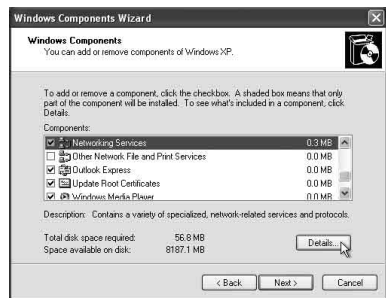 Windows Components Wizard
Windows Components
You can add or remove components of Windows XP.
To add or remove a component, click the checkbox. A shaded box means that only
part of the component will be installed. To see what's included in a component, click
Details.
Components:
Networking Services 0.3 MB
Other Network File and Print Services 0.0 MB
Outlook Express 0.0 MB
Update Root Certificates 0.0 MB
Windows Media Player 0.0 MB
Description: Contains a variety of specialized, network-related services and protocols.
Total disk space required: 56.8 MB
Space available on disk: 8187.1 MB
Details...
< Back Next > Cancel